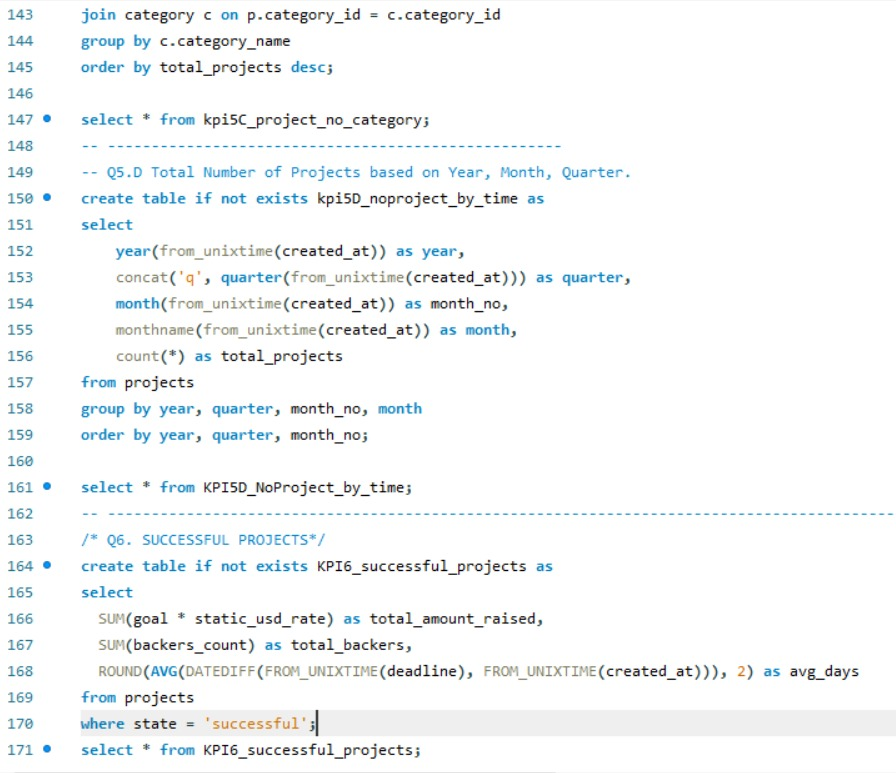 143 join category c on p.category_id = c.category_id
144 group by c.category_name
145 order by total_projects desc;
146
147 select * from kpi5C_project_no_category;
148 -- -----------------------------------------------------
149 -- Q5.D Total Number of Projects based on Year, Month, Quarter.
150 create table if not exists kpi5D_noproject_by_time as
151 select
152 year(from_unixtime(created_at)) as year,
153 concat('q', quarter(from_unixtime(created_at))) as quarter,
154 month(from_unixtime(created_at)) as month_no,
155 monthname(from_unixtime(created_at)) as month,
156 count(*) as total_projects
157 from projects
158 group by year, quarter, month_no, month
159 order by year, quarter, month_no;
160
161 select * from KPI5D_NoProject_by_time;
162 -- -------------------------------------------------------------------------------------------
163 /* Q6. SUCCESSFUL PROJECTS*/
164 create table if not exists KPI6_successful_projects as
165 select
166 SUM(goal * static_usd_rate) as total_amount_raised,
167 SUM(backers_count) as total_backers,
168 ROUND(AVG(DATEDIFF(FROM_UNIXTIME(deadline), FROM_UNIXTIME(created_at))), 2) as avg_days
169 from projects
170 where state = 'successful';
171 select * from KPI6_successful_projects;